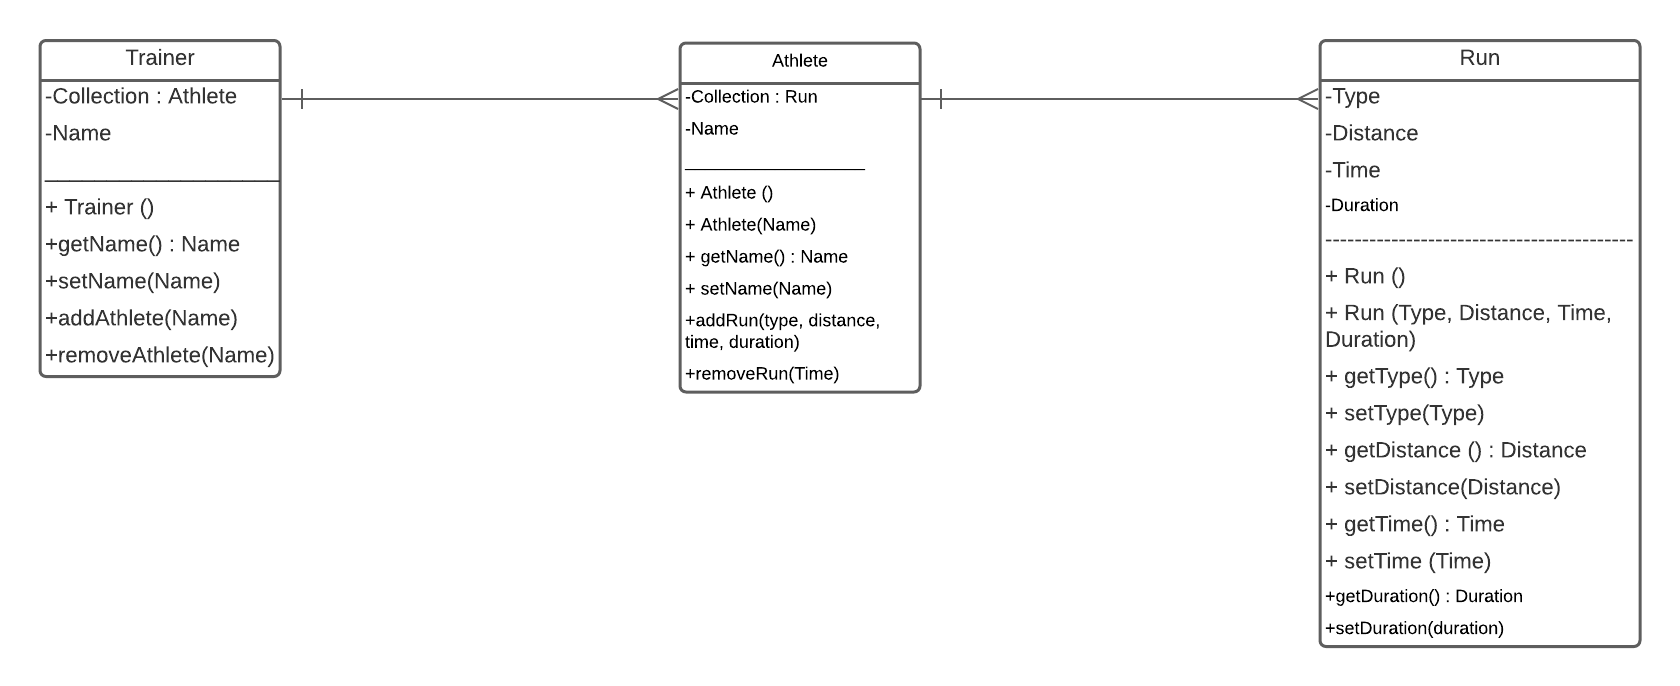 Trainer
-Collection : Athlete
-Name
+ Trainer ()
+getName() : Name
+setName(Name)
+addAthlete(Name)
+removeAthlete(Name)
Athlete
-Collection : Run
-Name
+ Athlete ()
+ Athlete(Name)
+ getName() : Name
+ setName(Name)
+addRun(type, distance,
time, duration)
+removeRun(Time)
Run
-Type
-Distance
-Time
-Duration
+ Run ()
+ Run (Type, Distance, Time,
Duration)
+ getType() : Type
+ setType(Type)
+ getDistance () : Distance
+ setDistance(Distance)
+ getTime() : Time
+ setTime (Time)
+getDuration() : Duration
+setDuration(duration)